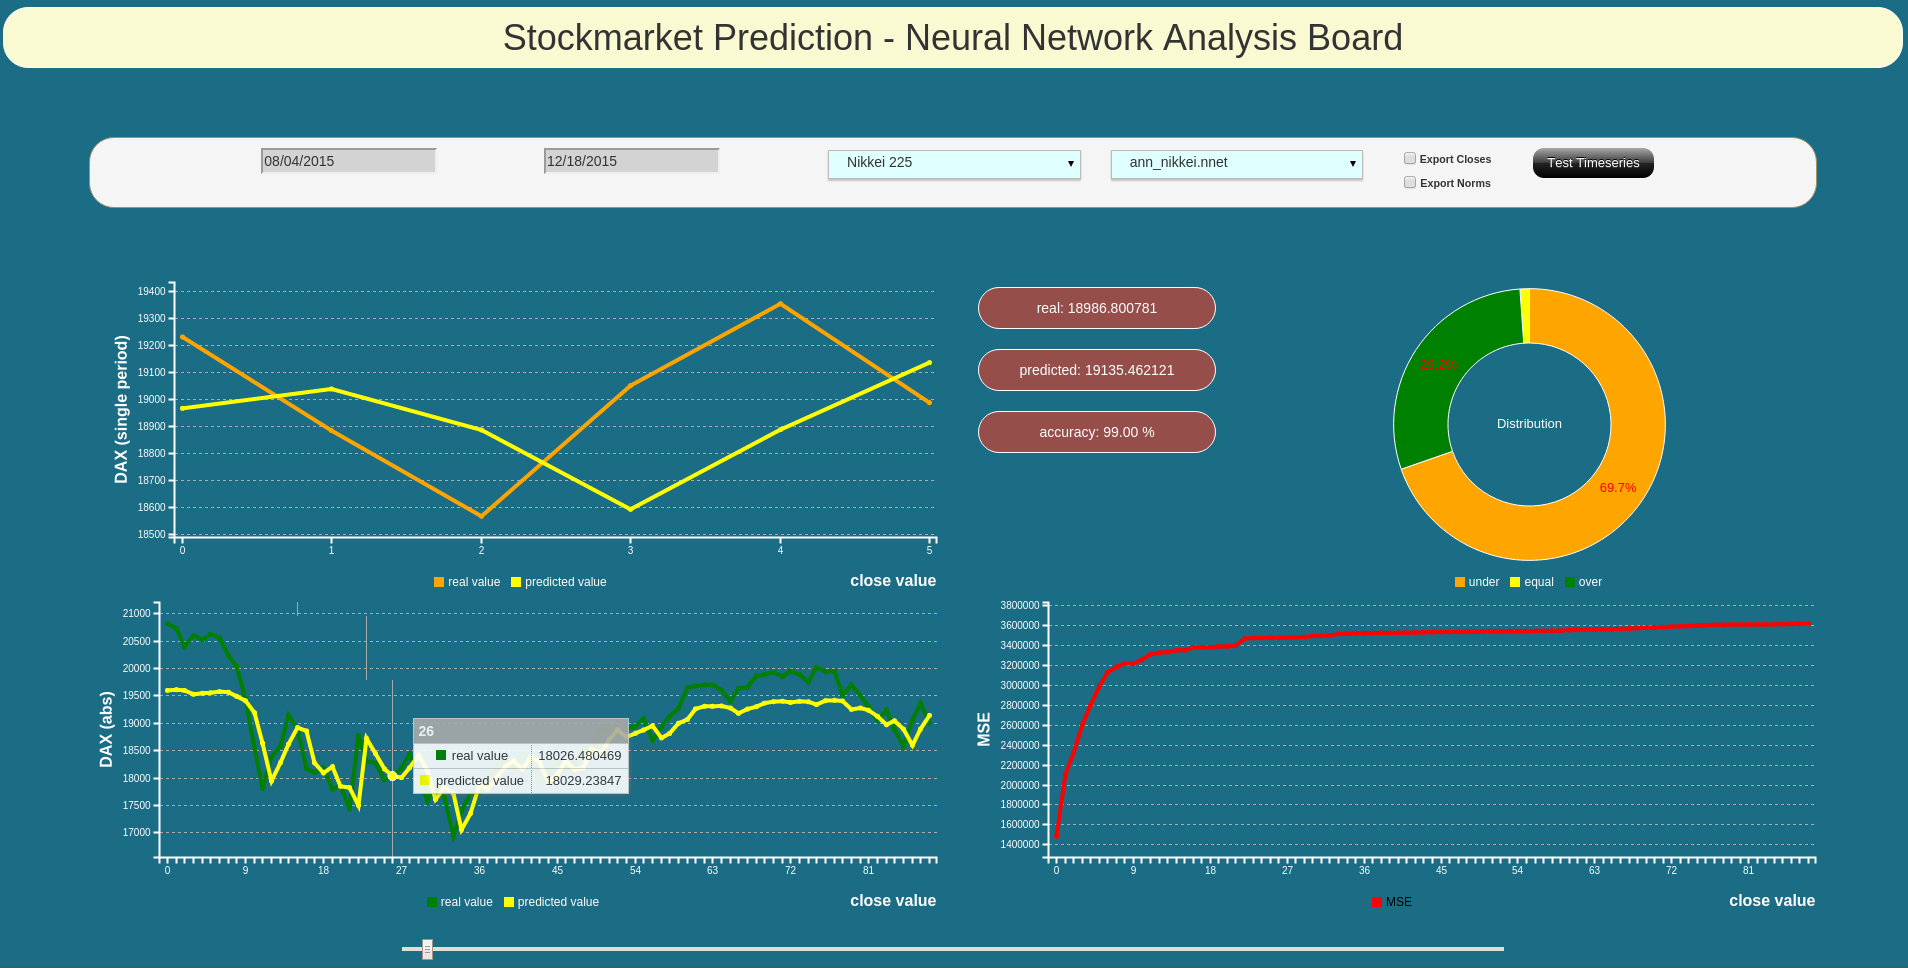 Stockmarket Prediction - Neural Network Analysis Board
08/04/2015
12/18/2015
Nikkei 225
ann_nikkei.nnet
Export Closes
Export Norms
Test Timeseries
DAX (single period)
19400
19300
19200
19100
19000
18900
18800
18700
18600
18500
0 1 2 3 4 5
real value predicted value
close value
real: 18986.800781
predicted: 19135.462121
accuracy: 99.00 %
29.2%
Distribution
69.7%
under equal over
DAX (abs)
21000
20500
20000
19500
19000
18500
18000
17500
17000
26
real value 18026.480469
predicted value 18029.23847
0 9 18 27 36 45 54 63 72 81
real value predicted value
close value
MSE
3800000
3600000
3400000
3200000
3000000
2800000
2600000
2400000
2200000
2000000
1800000
1600000
1400000
0 9 18 27 36 45 54 63 72 81
MSE
close value